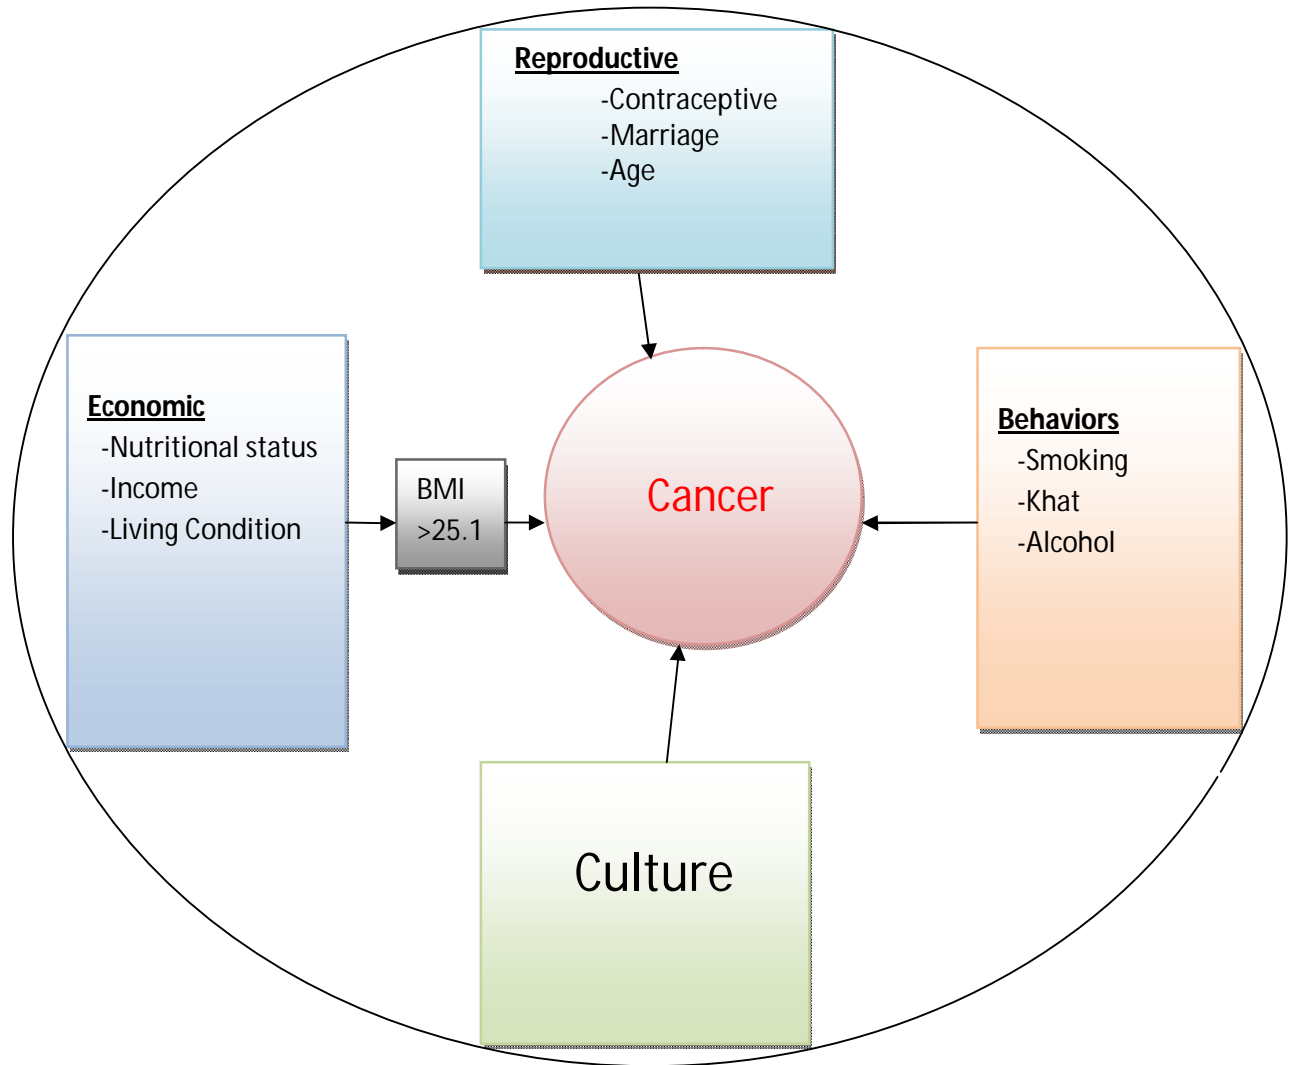 Reproductive
-Contraceptive
-Marriage
-Age
Economic
-Nutritional status
-Income
-Living Condition
BMI
>25.1
Cancer
Behaviors
-Smoking
-Khat
-Alcohol
Culture